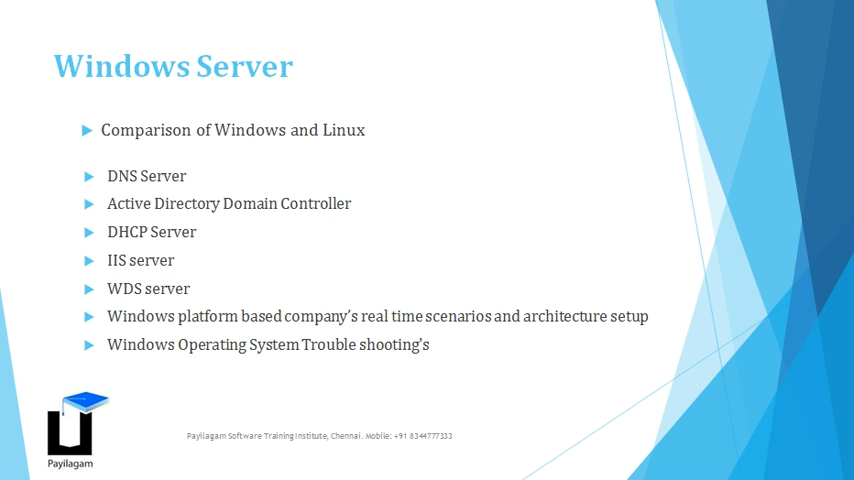 Windows Server
Comparison of Windows and Linux
DNS Server
Active Directory Domain Controller
DHCP Server
IIS server
WDS server
Windows platform based company’s real time scenarios and architecture setup
Windows Operating System Trouble shooting's
Payilagam Software Training Institute, Chennai. Mobile: +91 8344777333
Payilagam